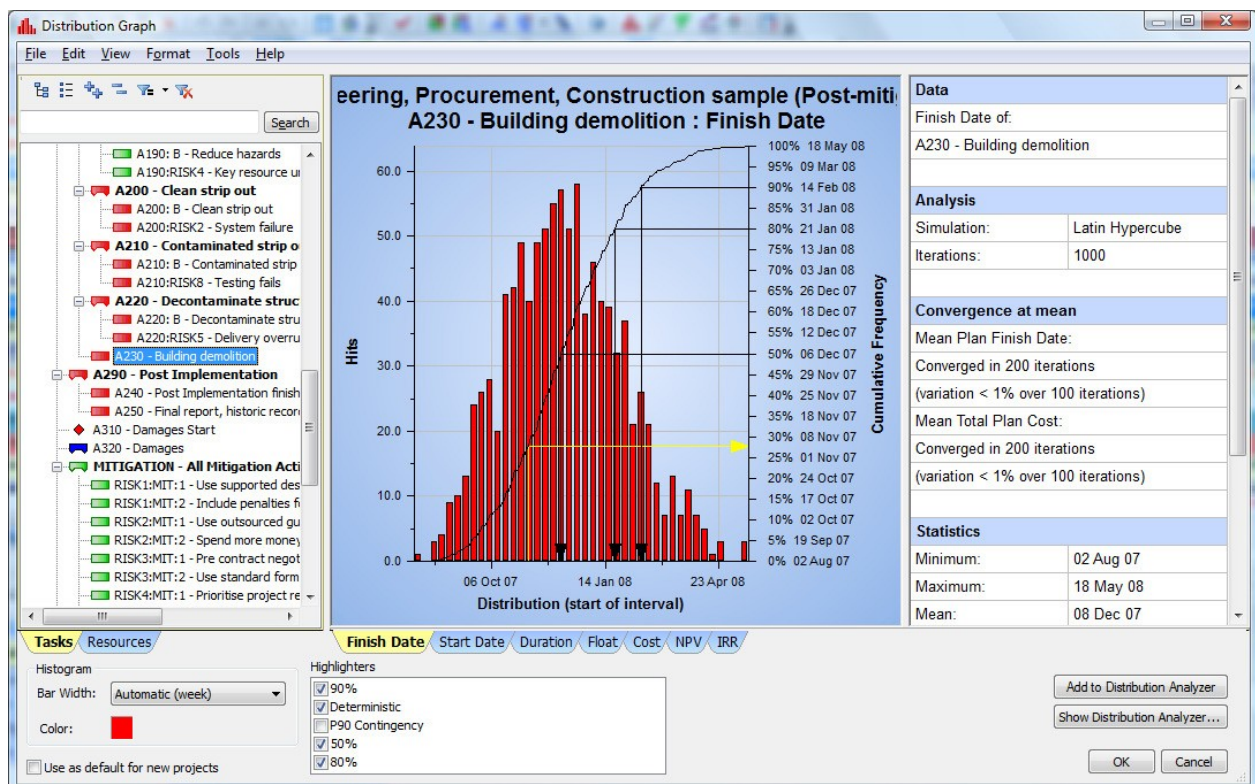 Distribution Graph
File Edit View Format Tools Help
Search
A190: B - Reduce hazards
A190:RISK4 - Key resource u
A200 - Clean strip out
A200: B - Clean strip out
A200:RISK2 - System failure
A210 - Contaminated strip o
A210: B - Contaminated strip
A210:RISK8 - Testing fails
A220 - Decontaminate struc
A220: B - Decontaminate stru
A220:RISK5 - Delivery overru
A230 - Building demolition
A290 - Post Implementation
A240 - Post Implementation finish
A250 - Final report, historic recor
A310 - Damages Start
A320 - Damages
MITIGATION - All Mitigation Acti
RISK1:MIT:1 - Use supported des
RISK1:MIT:2 - Include penalties f
RISK2:MIT:1 - Use outsourced gu
RISK2:MIT:2 - Spend more money
RISK3:MIT:1 - Pre contract negot
RISK3:MIT:2 - Use standard form
RISK4:MIT:1 - Prioritise project re
Tasks Resources
eering, Procurement, Construction sample (Post-miti
A230 - Building demolition : Finish Date
60.0
50.0
40.0
30.0
20.0
10.0
0.0
Hits
100% 18 May 08
95% 09 Mar 08
90% 14 Feb 08
85% 31 Jan 08
80% 21 Jan 08
75% 13 Jan 08
70% 03 Jan 08
65% 26 Dec 07
60% 18 Dec 07
55% 12 Dec 07
50% 06 Dec 07
45% 29 Nov 07
40% 25 Nov 07
35% 18 Nov 07
30% 08 Nov 07
25% 01 Nov 07
20% 24 Oct 07
15% 17 Oct 07
10% 02 Oct 07
5% 19 Sep 07
0% 02 Aug 07
Cumulative Frequency
06 Oct 07 14 Jan 08 23 Apr 08
Distribution (start of interval)
Finish Date Start Date Duration Float Cost NPV IRR
Data
Finish Date of:
A230 - Building demolition
Analysis
Simulation: Latin Hypercube
Iterations: 1000
Convergence at mean
Mean Plan Finish Date:
Converged in 200 iterations
(variation < 1% over 100 iterations)
Mean Total Plan Cost:
Converged in 200 iterations
(variation < 1% over 100 iterations)
Statistics
Minimum: 02 Aug 07
Maximum: 18 May 08
Mean: 08 Dec 07
Histogram
Bar Width: Automatic (week)
Color:
Use as default for new projects
Highlighters
90%
Deterministic
P90 Contingency
50%
80%
Add to Distribution Analyzer
Show Distribution Analyzer...
OK Cancel